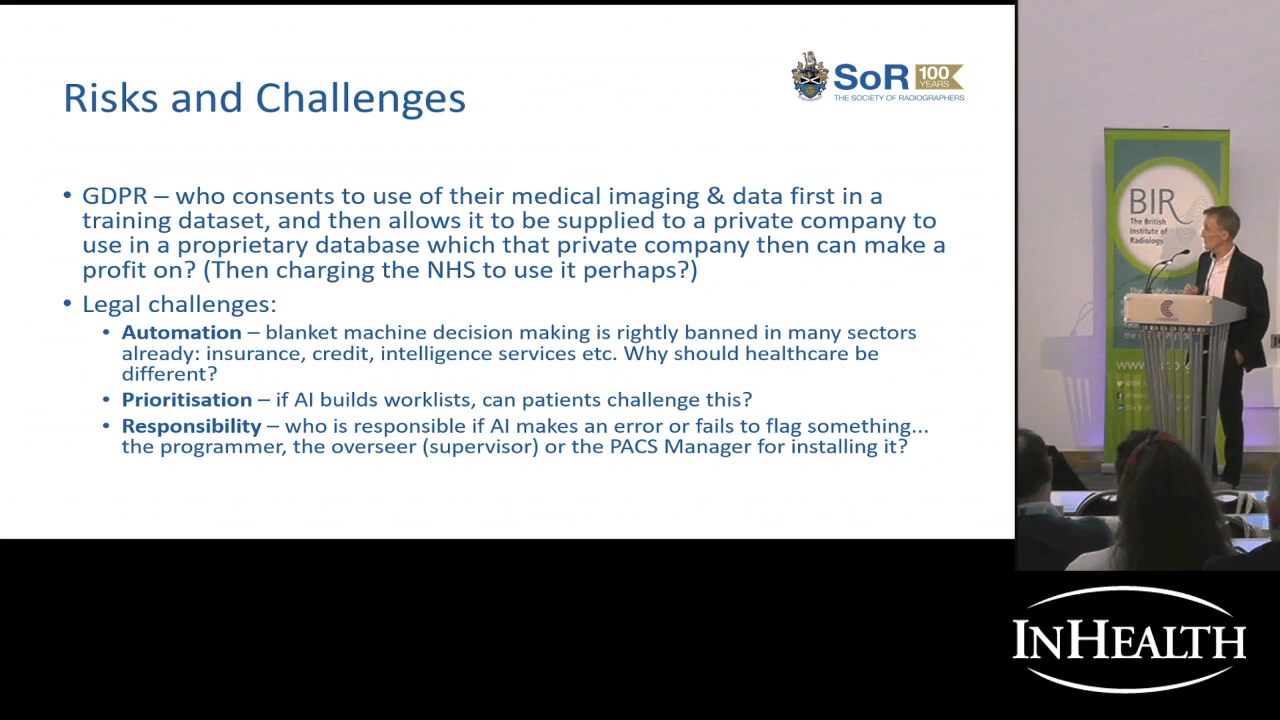 Risks and Challenges
SoR 100 YEARS
THE SOCIETY OF RADIOGRAPHERS
• GDPR – who consents to use of their medical imaging & data first in a
training dataset, and then allows it to be supplied to a private company to
use in a proprietary database which that private company then can make a
profit on? (Then charging the NHS to use it perhaps?)
• Legal challenges:
• Automation – blanket machine decision making is rightly banned in many sectors
already: insurance, credit, intelligence services etc. Why should healthcare be
different?
• Prioritisation – if AI builds worklists, can patients challenge this?
• Responsibility – who is responsible if AI makes an error or fails to flag something...
the programmer, the overseer (supervisor) or the PACS Manager for installing it?
BIR
The British
Institute of
Radiology
INHEALTH